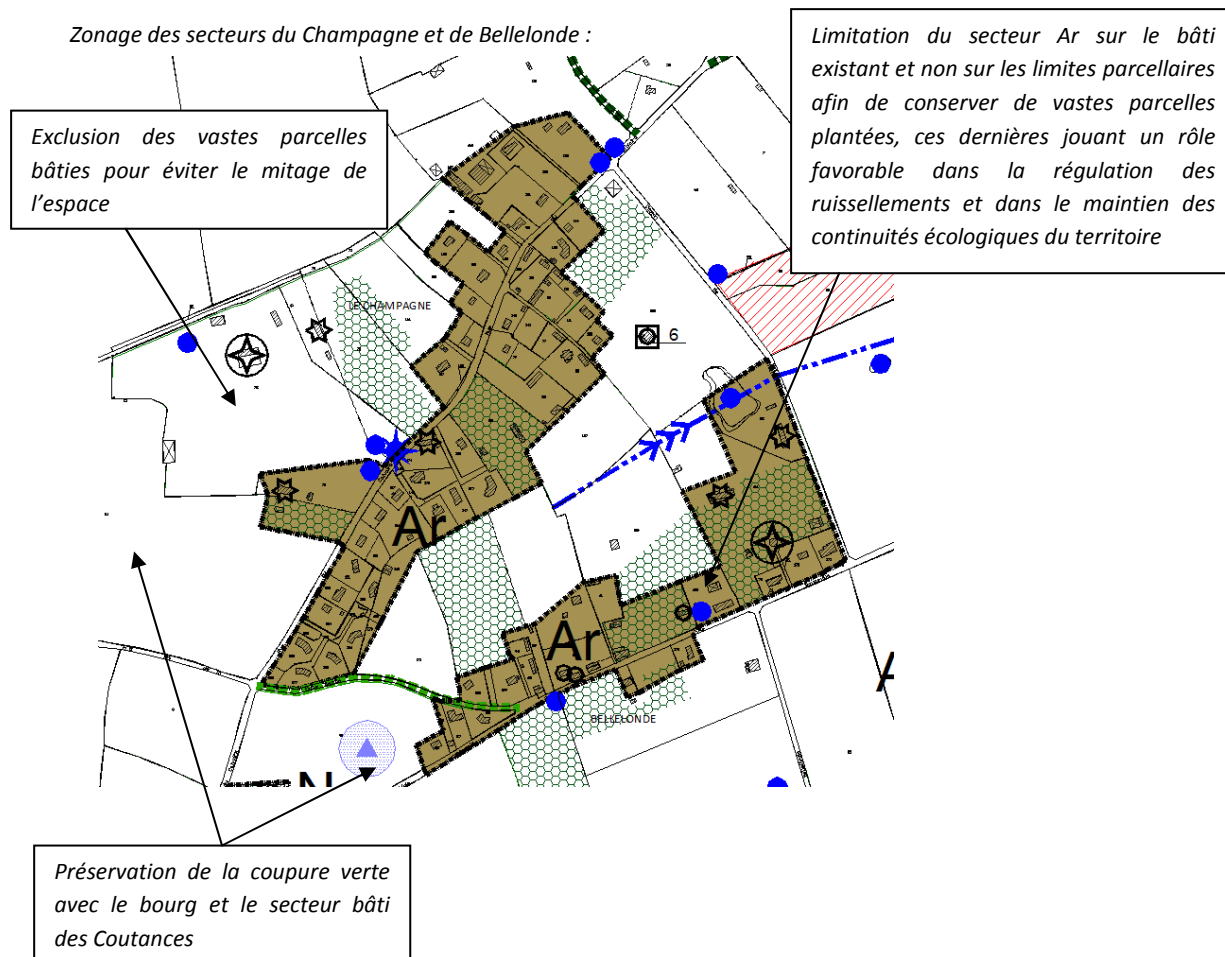 Zonage des secteurs du Champagne et de Bellelonde :
Limitation du secteur Ar sur le bâti
existant et non sur les limites parcellaires
afin de conserver de vastes parcelles
plantées, ces dernières jouant un rôle
favorable dans la régulation des
ruissellements et dans le maintien des
continuités écologiques du territoire
Exclusion des vastes parcelles
bâties pour éviter le mitage de
l’espace
LE CHAMPAGNE
6
Ar
Ar
A
BELLELONDE
N
Préservation de la coupure verte
avec le bourg et le secteur bâti
des Coutances